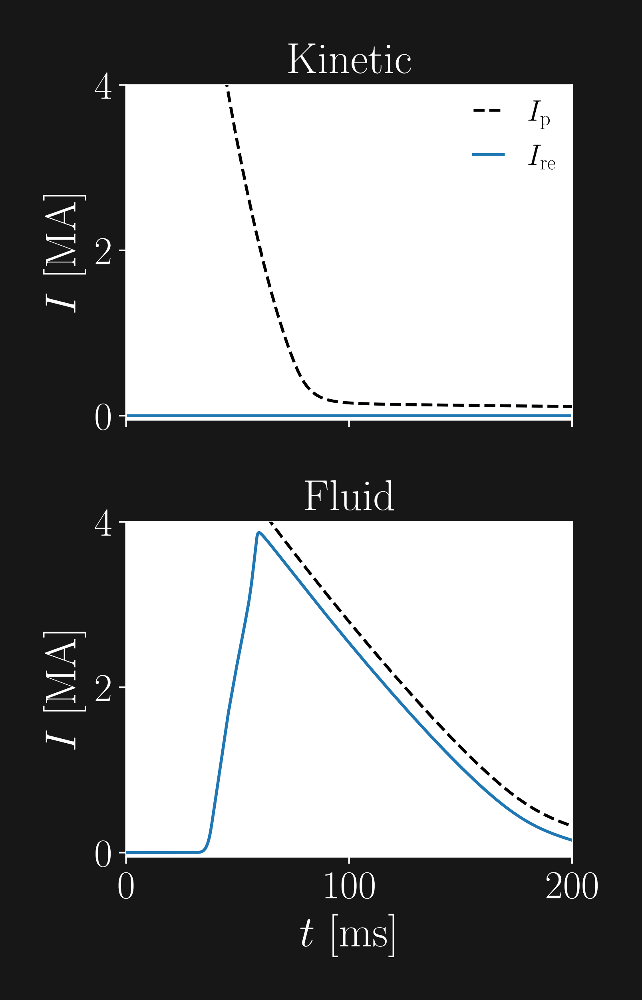 Kinetic
4
I_p
I_re
I [MA]
2
0
Fluid
4
I [MA]
2
0
0 100 200
t [ms]